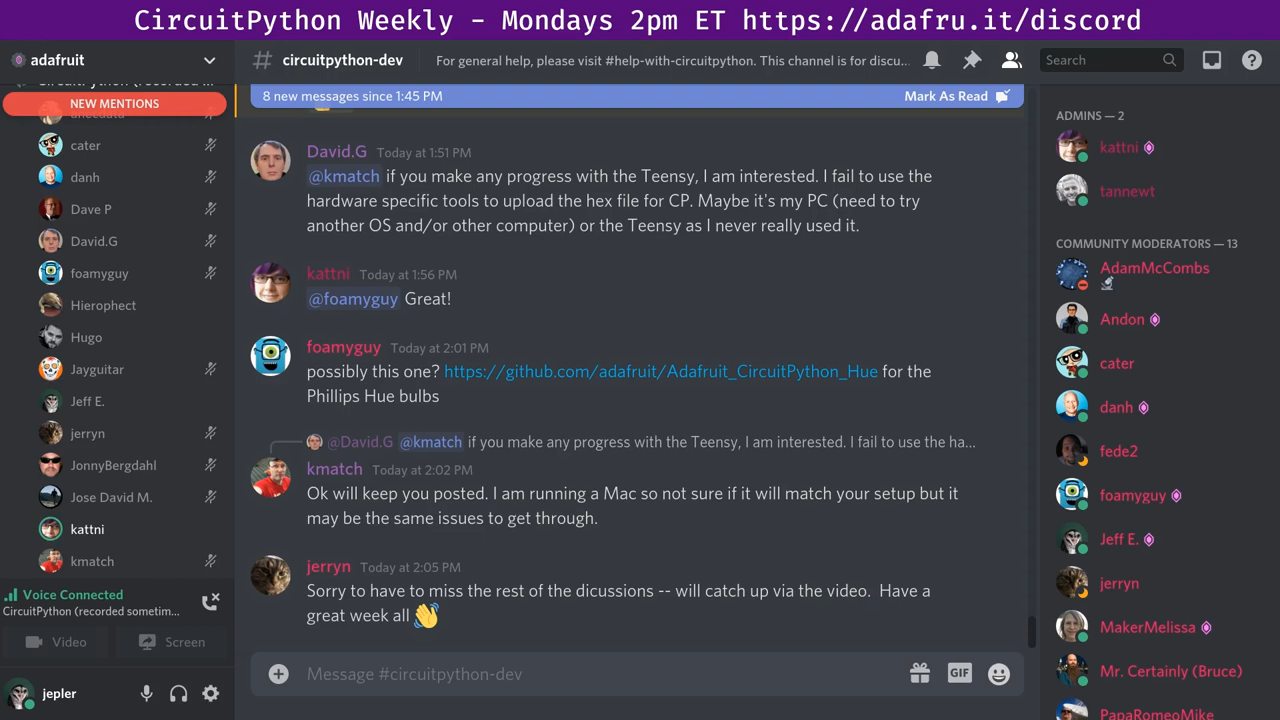 CircuitPython Weekly - Mondays 2pm ET https://adafru.it/discord
adafruit
NEW MENTIONS
cater
danh
Dave P
David.G
foamyguy
Hierophect
Hugo
Jayguitar
Jeff E.
jerryn
JonnyBergdahl
Jose David M.
kattni
kmatch
Voice Connected
CircuitPython (recorded sometim...
Video
Screen
jepler
# circuitpython-dev
For general help, please visit #help-with-circuitpython. This channel is for discu...
Search
8 new messages since 1:45 PM
Mark As Read
David.G Today at 1:51 PM
@kmatch if you make any progress with the Teensy, I am interested. I fail to use the
hardware specific tools to upload the hex file for CP. Maybe it's my PC (need to try
another OS and/or other computer) or the Teensy as I never really used it.
kattni Today at 1:56 PM
@foamyguy Great!
foamyguy Today at 2:01 PM
possibly this one? https://github.com/adafruit/Adafruit_CircuitPython_Hue for the
Phillips Hue bulbs
@David.G @kmatch if you make any progress with the Teensy, I am interested. I fail to use the ha...
kmatch Today at 2:02 PM
Ok will keep you posted. I am running a Mac so not sure if it will match your setup but it
may be the same issues to get through.
jerryn Today at 2:05 PM
Sorry to have to miss the rest of the dicussions -- will catch up via the video. Have a
great week all
Message #circuitpython-dev
GIF
ADMINS — 2
kattni
tannewt
COMMUNITY MODERATORS — 13
AdamMcCombs
Andon
cater
danh
fede2
foamyguy
Jeff E.
jerryn
MakerMelissa
Mr. Certainly (Bruce)
PapaRomeoMike